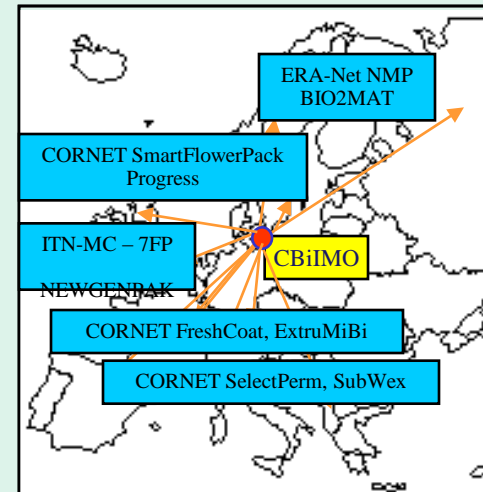 ERA-Net NMP
BIO2MAT
CORNET SmartFlowerPack
Progress
ITN-MC – 7FP
NEWGENPAK
CBiIMO
CORNET FreshCoat, ExtruMiBi
CORNET SelectPerm, SubWex